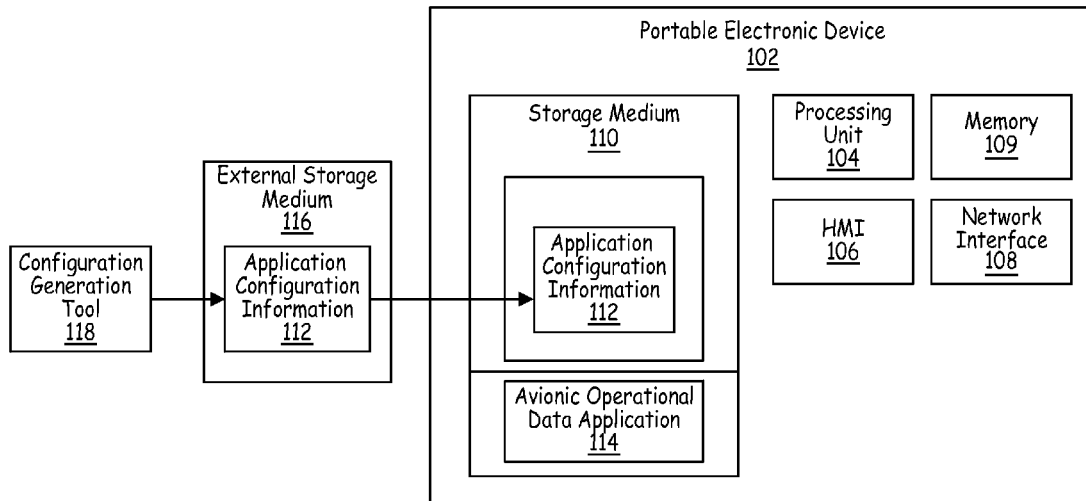 Portable Electronic Device
102
Storage Medium
110
Processing
Unit
104
Memory
109
External Storage
Medium
116
HMI
106
Network
Interface
108
Configuration
Generation
Tool
118
Application
Configuration
Information
112
Application
Configuration
Information
112
Avionic Operational
Data Application
114